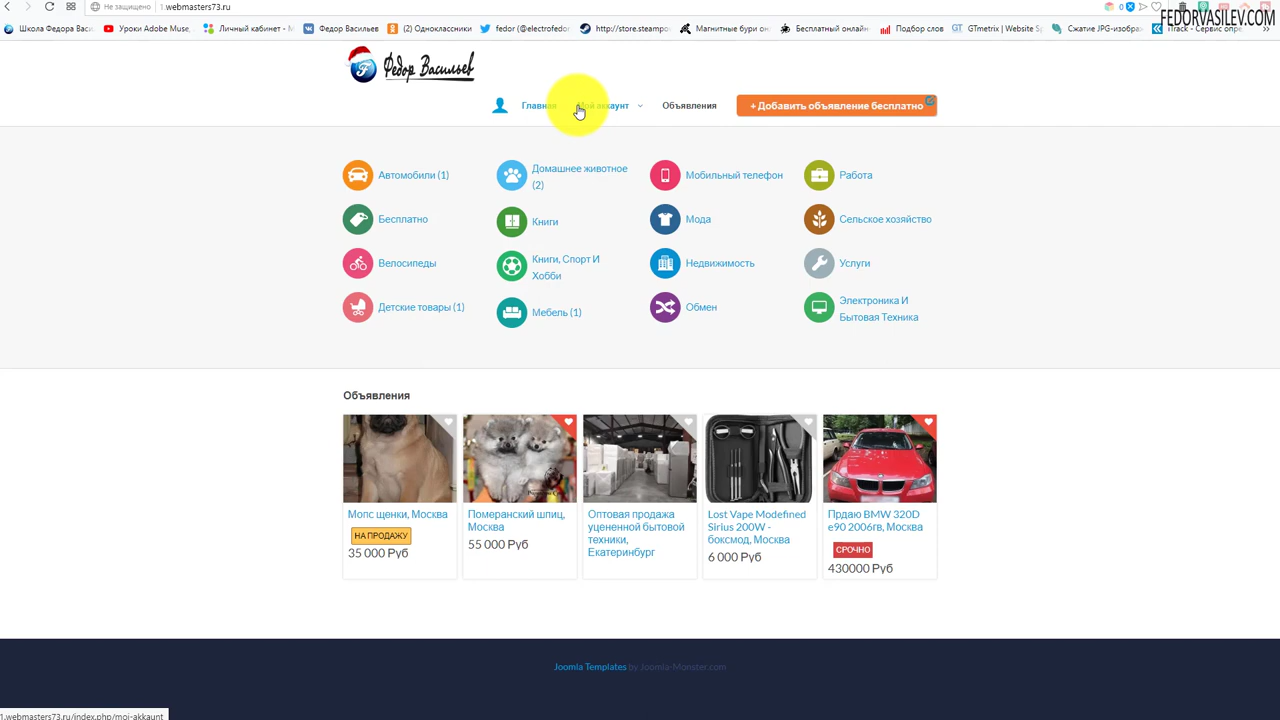 Не защищено 1.webmasters73.ru
FEDORVASILEV.COM
Школа Федора Васи. Уроки Adobe Muse, Личный кабинет - М Федор Васильев (2) Одноклассники fedor (@electrofedor http://store.steampo Магнитные бури он Бесплатный онлайн Подбор слов GTmetrix | Website Sp Сжатие JPG-изображ iTrack - Сервис опре
Федор Васильев
Главная Мой аккаунт Объявления + Добавить объявление бесплатно
Автомобили (1)
Бесплатно
Велосипеды
Детские товары (1)
Домашнее животное
(2)
Книги
Книги, Спорт И
Хобби
Мебель (1)
Мобильный телефон
Мода
Недвижимость
Обмен
Работа
Сельское хозяйство
Услуги
Электроника И
Бытовая Техника
Объявления
Мопс щенки, Москва
НА ПРОДАЖУ
35 000 Руб
Померанский шпиц,
Москва
55 000 Руб
Оптовая продажа
уцененной бытовой
техники,
Екатеринбург
Lost Vape Modefined
Sirius 200W -
боксмод, Москва
6 000 Руб
Прдаю BMW 320D
e90 2006гв, Москва
СРОЧНО
430000 Руб
Joomla Templates by Joomla-Monster.com
1.webmasters73.ru/index.php/moj-akkaunt